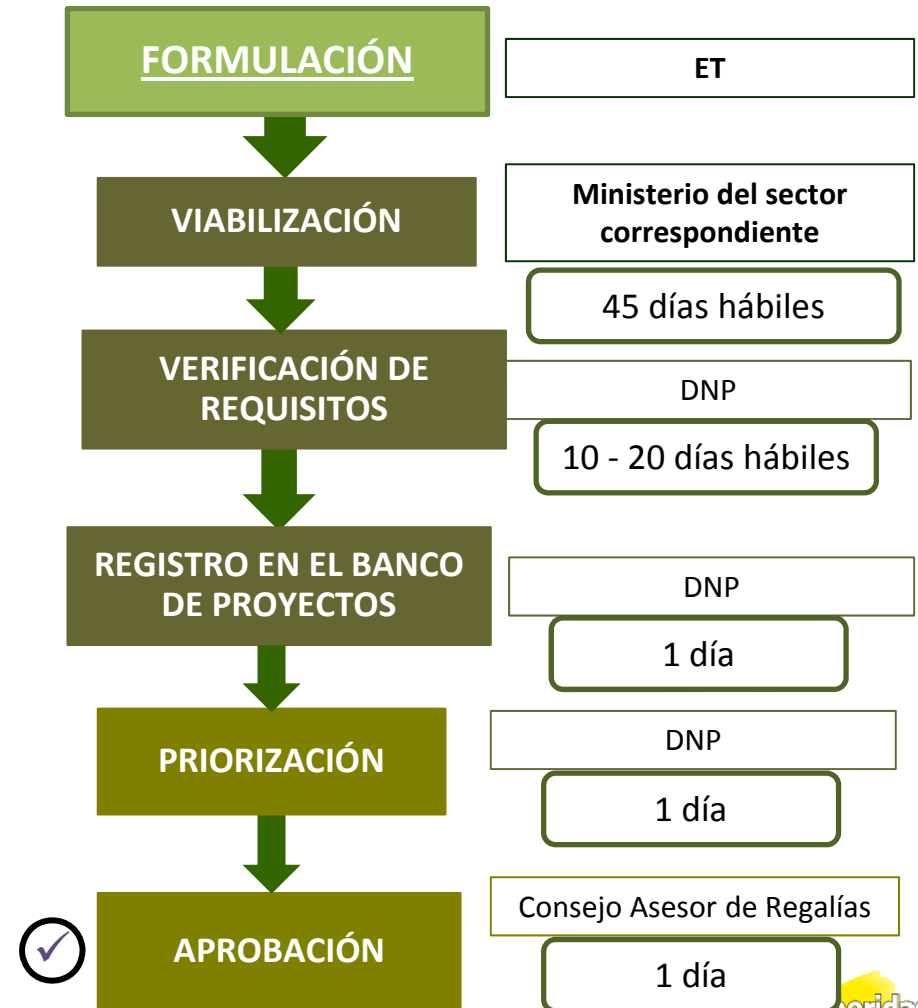 FORMULACIÓN
ET
VIABILIZACIÓN
Ministerio del sector
correspondiente
45 días hábiles
VERIFICACIÓN DE
REQUISITOS
DNP
10 - 20 días hábiles
REGISTRO EN EL BANCO
DE PROYECTOS
DNP
1 día
PRIORIZACIÓN
DNP
1 día
APROBACIÓN
Consejo Asesor de Regalías
1 día